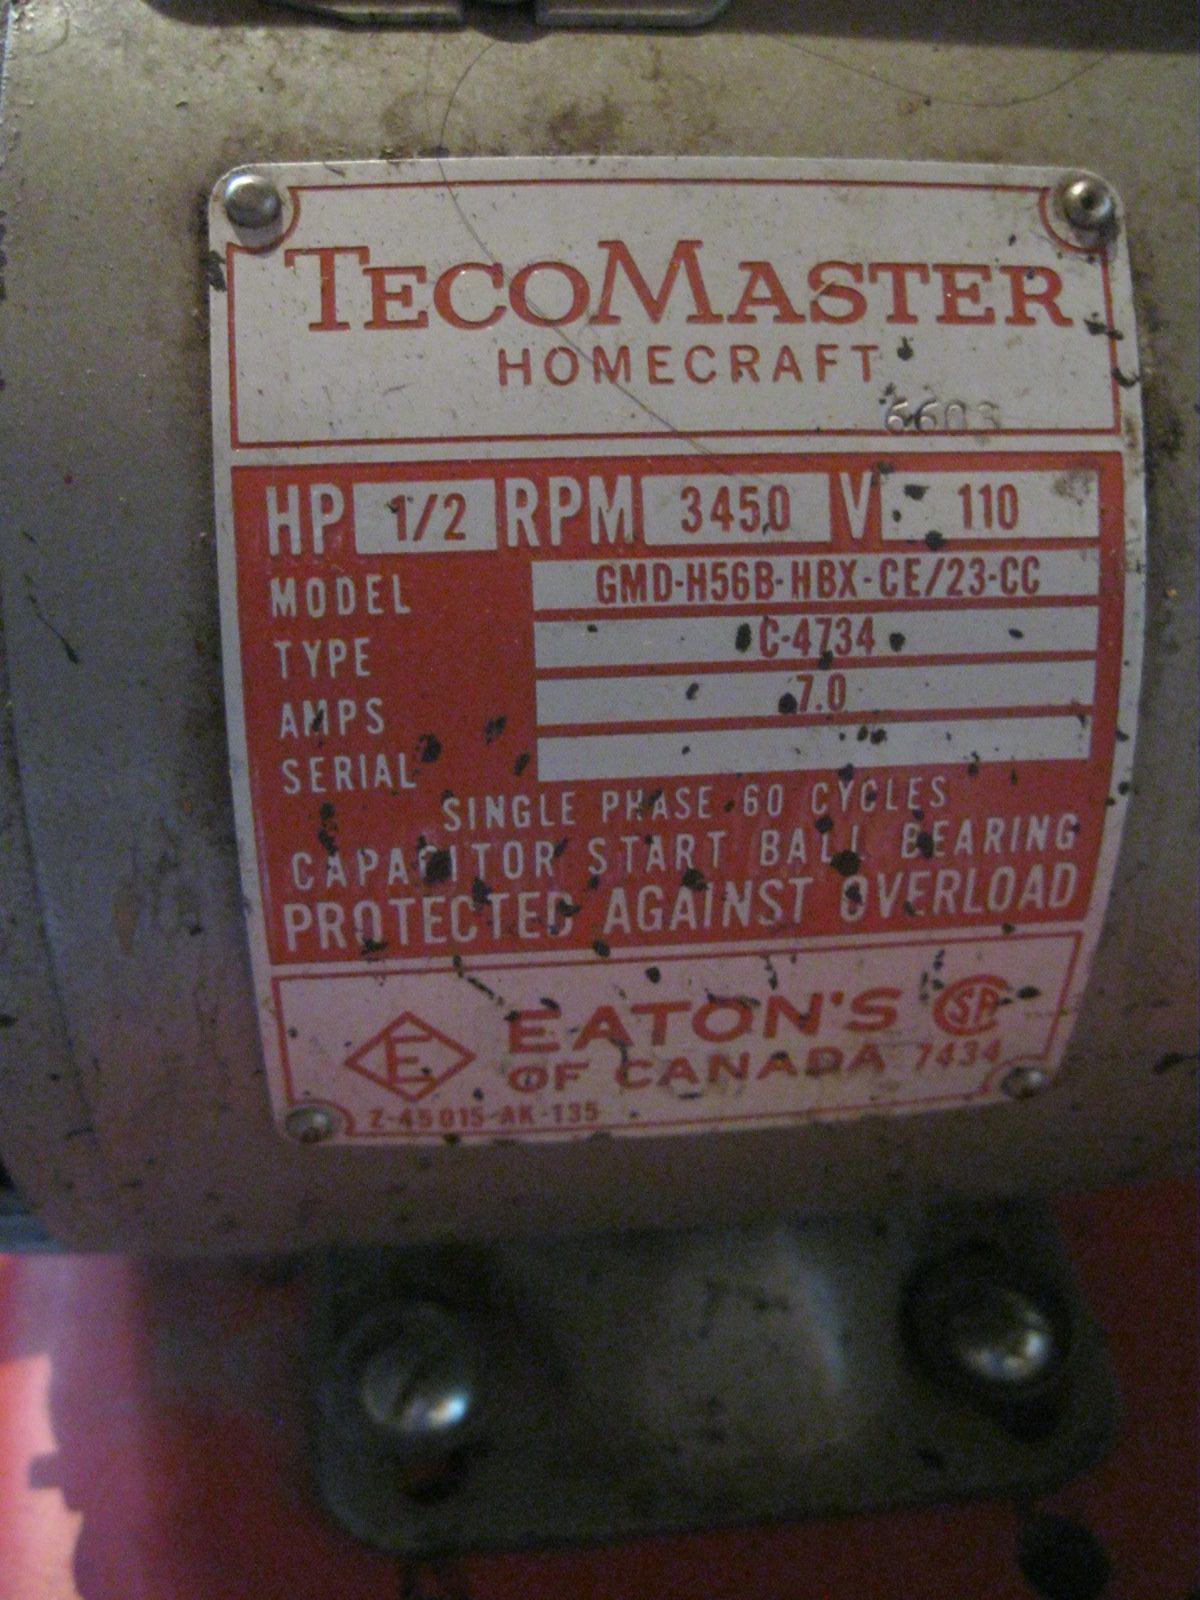 TECOMASTER
HOMECRAFT
6603
HP 1/2 RPM 3450 V 110
MODEL GMD-H56B-HBX-CE/23-CC
TYPE C-4734
AMPS 7.0
SERIAL
SINGLE PHASE 60 CYCLES
CAPACITOR START BALL BEARING
PROTECTED AGAINST OVERLOAD
E EATON'S CSA
OF CANADA 7434
Z-45015-AK-135